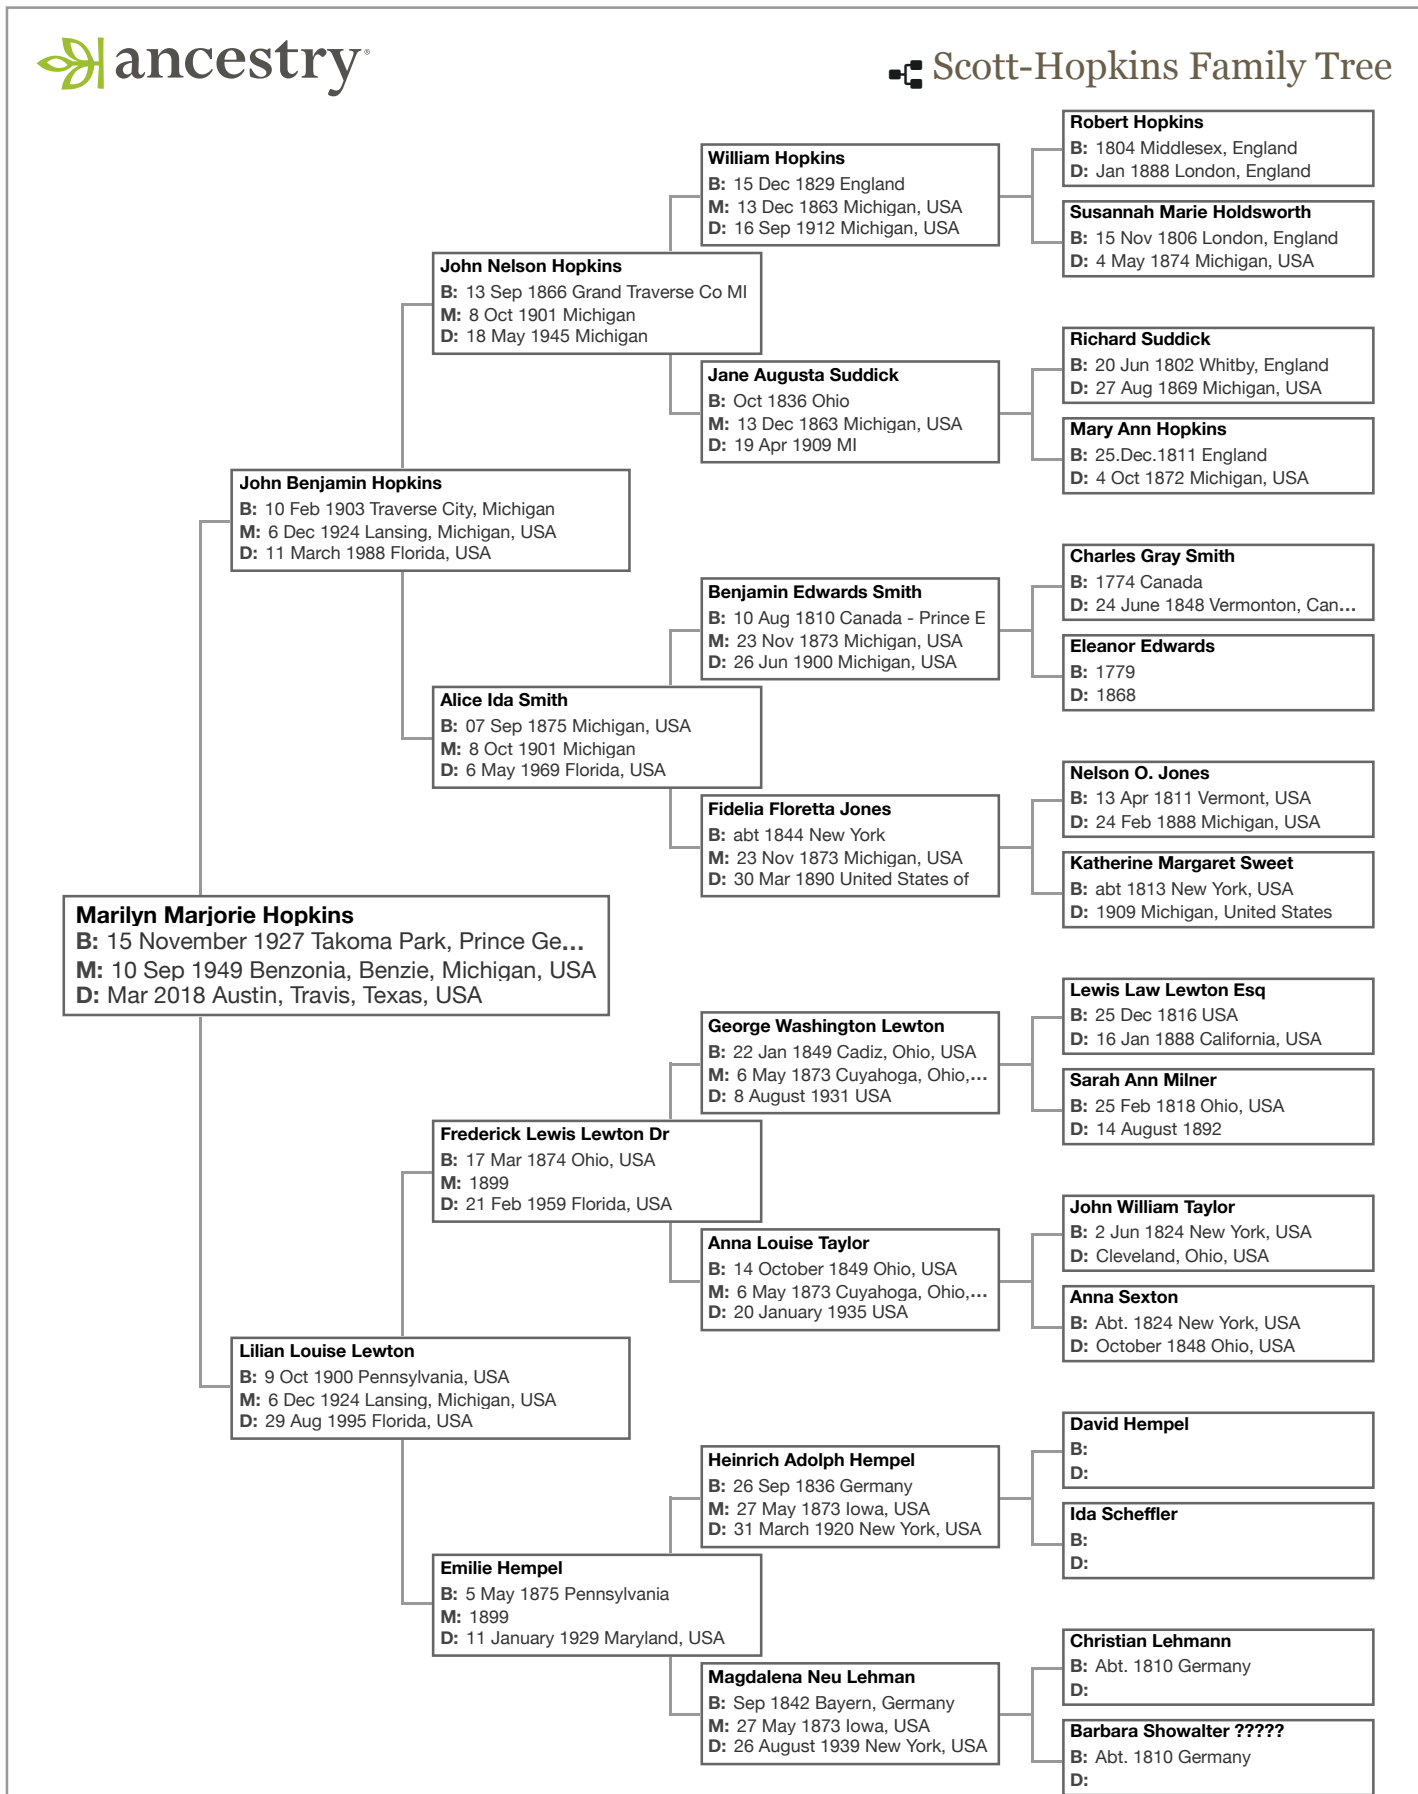 ancestry®
Scott-Hopkins Family Tree
Robert Hopkins
B: 1804 Middlesex, England
D: Jan 1888 London, England
William Hopkins
B: 15 Dec 1829 England
M: 13 Dec 1863 Michigan, USA
D: 16 Sep 1912 Michigan, USA
Susannah Marie Holdsworth
B: 15 Nov 1806 London, England
D: 4 May 1874 Michigan, USA
John Nelson Hopkins
B: 13 Sep 1866 Grand Traverse Co MI
M: 8 Oct 1901 Michigan
D: 18 May 1945 Michigan
Richard Suddick
B: 20 Jun 1802 Whitby, England
D: 27 Aug 1869 Michigan, USA
Jane Augusta Suddick
B: Oct 1836 Ohio
M: 13 Dec 1863 Michigan, USA
D: 19 Apr 1909 MI
Mary Ann Hopkins
B: 25.Dec.1811 England
D: 4 Oct 1872 Michigan, USA
John Benjamin Hopkins
B: 10 Feb 1903 Traverse City, Michigan
M: 6 Dec 1924 Lansing, Michigan, USA
D: 11 March 1988 Florida, USA
Charles Gray Smith
B: 1774 Canada
D: 24 June 1848 Vermonton, Can...
Benjamin Edwards Smith
B: 10 Aug 1810 Canada - Prince E
M: 23 Nov 1873 Michigan, USA
D: 26 Jun 1900 Michigan, USA
Eleanor Edwards
B: 1779
D: 1868
Alice Ida Smith
B: 07 Sep 1875 Michigan, USA
M: 8 Oct 1901 Michigan
D: 6 May 1969 Florida, USA
Nelson O. Jones
B: 13 Apr 1811 Vermont, USA
D: 24 Feb 1888 Michigan, USA
Fidelia Floretta Jones
B: abt 1844 New York
M: 23 Nov 1873 Michigan, USA
D: 30 Mar 1890 United States of
Katherine Margaret Sweet
B: abt 1813 New York, USA
D: 1909 Michigan, United States
Marilyn Marjorie Hopkins
B: 15 November 1927 Takoma Park, Prince Ge...
M: 10 Sep 1949 Benzonia, Benzie, Michigan, USA
D: Mar 2018 Austin, Travis, Texas, USA
Lewis Law Lewton Esq
B: 25 Dec 1816 USA
D: 16 Jan 1888 California, USA
George Washington Lewton
B: 22 Jan 1849 Cadiz, Ohio, USA
M: 6 May 1873 Cuyahoga, Ohio,...
D: 8 August 1931 USA
Sarah Ann Milner
B: 25 Feb 1818 Ohio, USA
D: 14 August 1892
Frederick Lewis Lewton Dr
B: 17 Mar 1874 Ohio, USA
M: 1899
D: 21 Feb 1959 Florida, USA
John William Taylor
B: 2 Jun 1824 New York, USA
D: Cleveland, Ohio, USA
Anna Louise Taylor
B: 14 October 1849 Ohio, USA
M: 6 May 1873 Cuyahoga, Ohio,...
D: 20 January 1935 USA
Anna Sexton
B: Abt. 1824 New York, USA
D: October 1848 Ohio, USA
Lilian Louise Lewton
B: 9 Oct 1900 Pennsylvania, USA
M: 6 Dec 1924 Lansing, Michigan, USA
D: 29 Aug 1995 Florida, USA
David Hempel
B:
D:
Heinrich Adolph Hempel
B: 26 Sep 1836 Germany
M: 27 May 1873 Iowa, USA
D: 31 March 1920 New York, USA
Ida Scheffler
B:
D:
Emilie Hempel
B: 5 May 1875 Pennsylvania
M: 1899
D: 11 January 1929 Maryland, USA
Christian Lehmann
B: Abt. 1810 Germany
D:
Magdalena Neu Lehman
B: Sep 1842 Bayern, Germany
M: 27 May 1873 Iowa, USA
D: 26 August 1939 New York, USA
Barbara Showalter ?????
B: Abt. 1810 Germany
D: